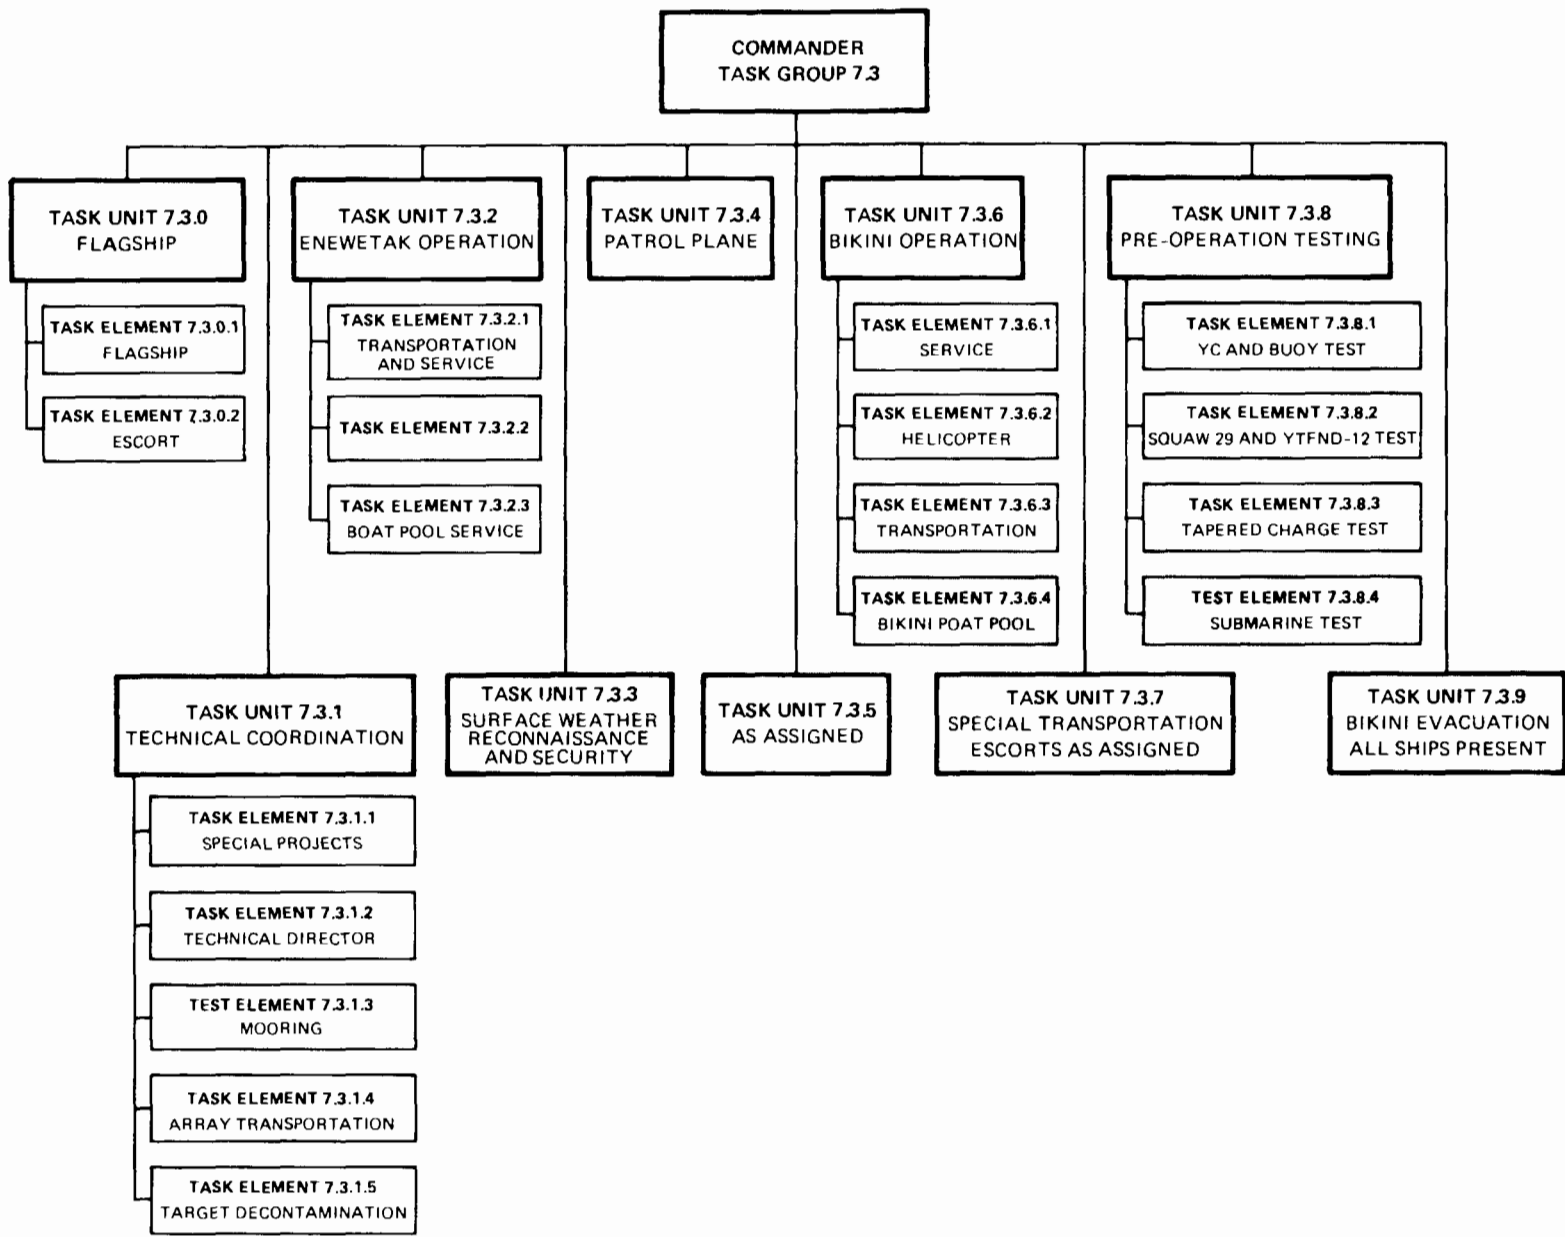 COMMANDER
TASK GROUP 7.3
TASK UNIT 7.3.0
FLAGSHIP
TASK ELEMENT 7.3.0.1
FLAGSHIP
TASK ELEMENT 7.3.0.2
ESCORT
TASK UNIT 7.3.2
ENEWETAK OPERATION
TASK ELEMENT 7.3.2.1
TRANSPORTATION
AND SERVICE
TASK ELEMENT 7.3.2.2
TASK ELEMENT 7.3.2.3
BOAT POOL SERVICE
TASK UNIT 7.3.4
PATROL PLANE
TASK UNIT 7.3.6
BIKINI OPERATION
TASK ELEMENT 7.3.6.1
SERVICE
TASK ELEMENT 7.3.6.2
HELICOPTER
TASK ELEMENT 7.3.6.3
TRANSPORTATION
TASK ELEMENT 7.3.6.4
BIKINI POAT POOL
TASK UNIT 7.3.8
PRE-OPERATION TESTING
TASK ELEMENT 7.3.8.1
YC AND BUOY TEST
TASK ELEMENT 7.3.8.2
SQUAW 29 AND YTFND-12 TEST
TASK ELEMENT 7.3.8.3
TAPERED CHARGE TEST
TEST ELEMENT 7.3.8.4
SUBMARINE TEST
TASK UNIT 7.3.1
TECHNICAL COORDINATION
TASK ELEMENT 7.3.1.1
SPECIAL PROJECTS
TASK ELEMENT 7.3.1.2
TECHNICAL DIRECTOR
TEST ELEMENT 7.3.1.3
MOORING
TASK ELEMENT 7.3.1.4
ARRAY TRANSPORTATION
TASK ELEMENT 7.3.1.5
TARGET DECONTAMINATION
TASK UNIT 7.3.3
SURFACE WEATHER
RECONNAISSANCE
AND SECURITY
TASK UNIT 7.3.5
AS ASSIGNED
TASK UNIT 7.3.7
SPECIAL TRANSPORTATION
ESCORTS AS ASSIGNED
TASK UNIT 7.3.9
BIKINI EVACUATION
ALL SHIPS PRESENT